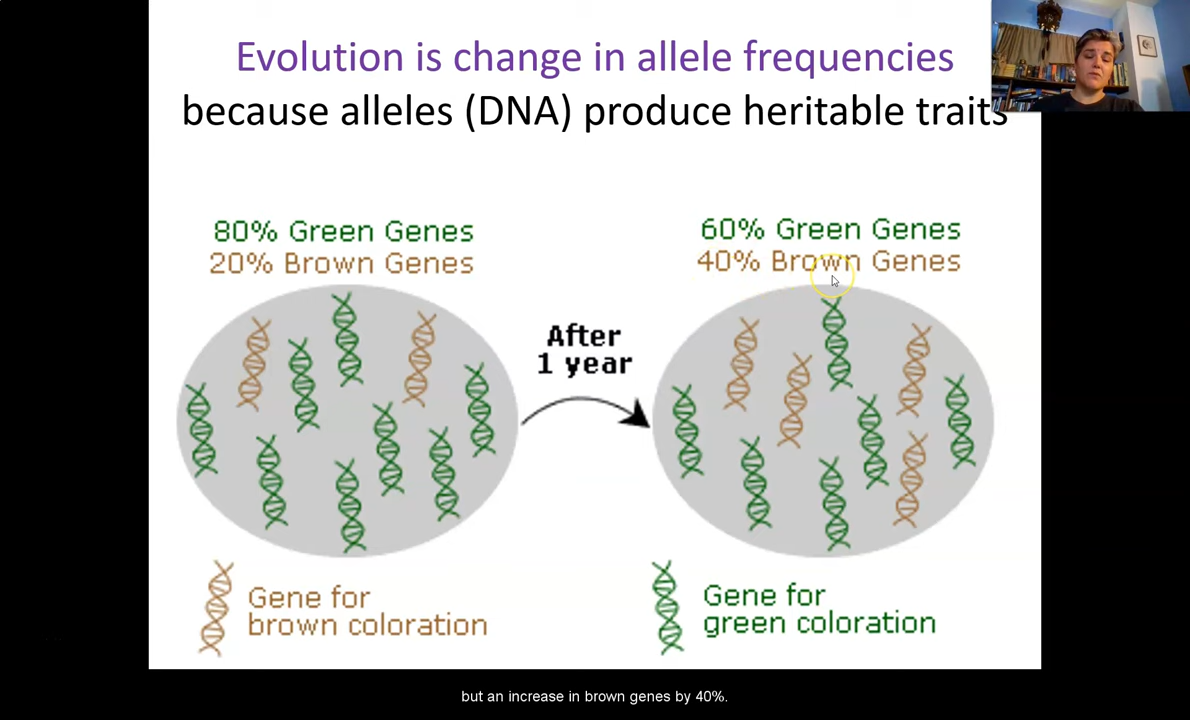 Evolution is change in allele frequencies
because alleles (DNA) produce heritable traits
80% Green Genes
20% Brown Genes
60% Green Genes
40% Brown Genes
After
1 year
Gene for
brown coloration
Gene for
green coloration
but an increase in brown genes by 40%.